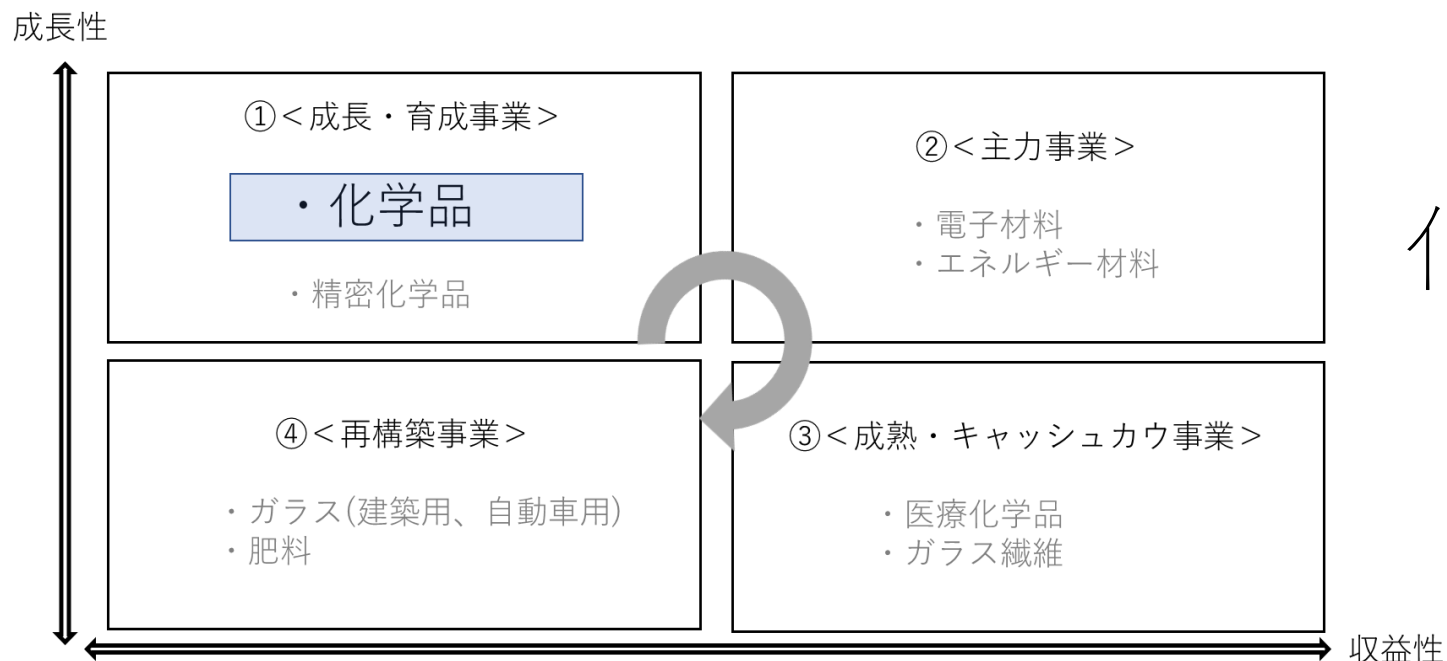 成長性
①<成長・育成事業>
・化学品
・精密化学品
②<主力事業>
・電子材料
・エネルギー材料
④<再構築事業>
・ガラス(建築用、自動車用)
・肥料
③<成熟・キャッシュカウ事業>
・医療化学品
・ガラス繊維
収益性